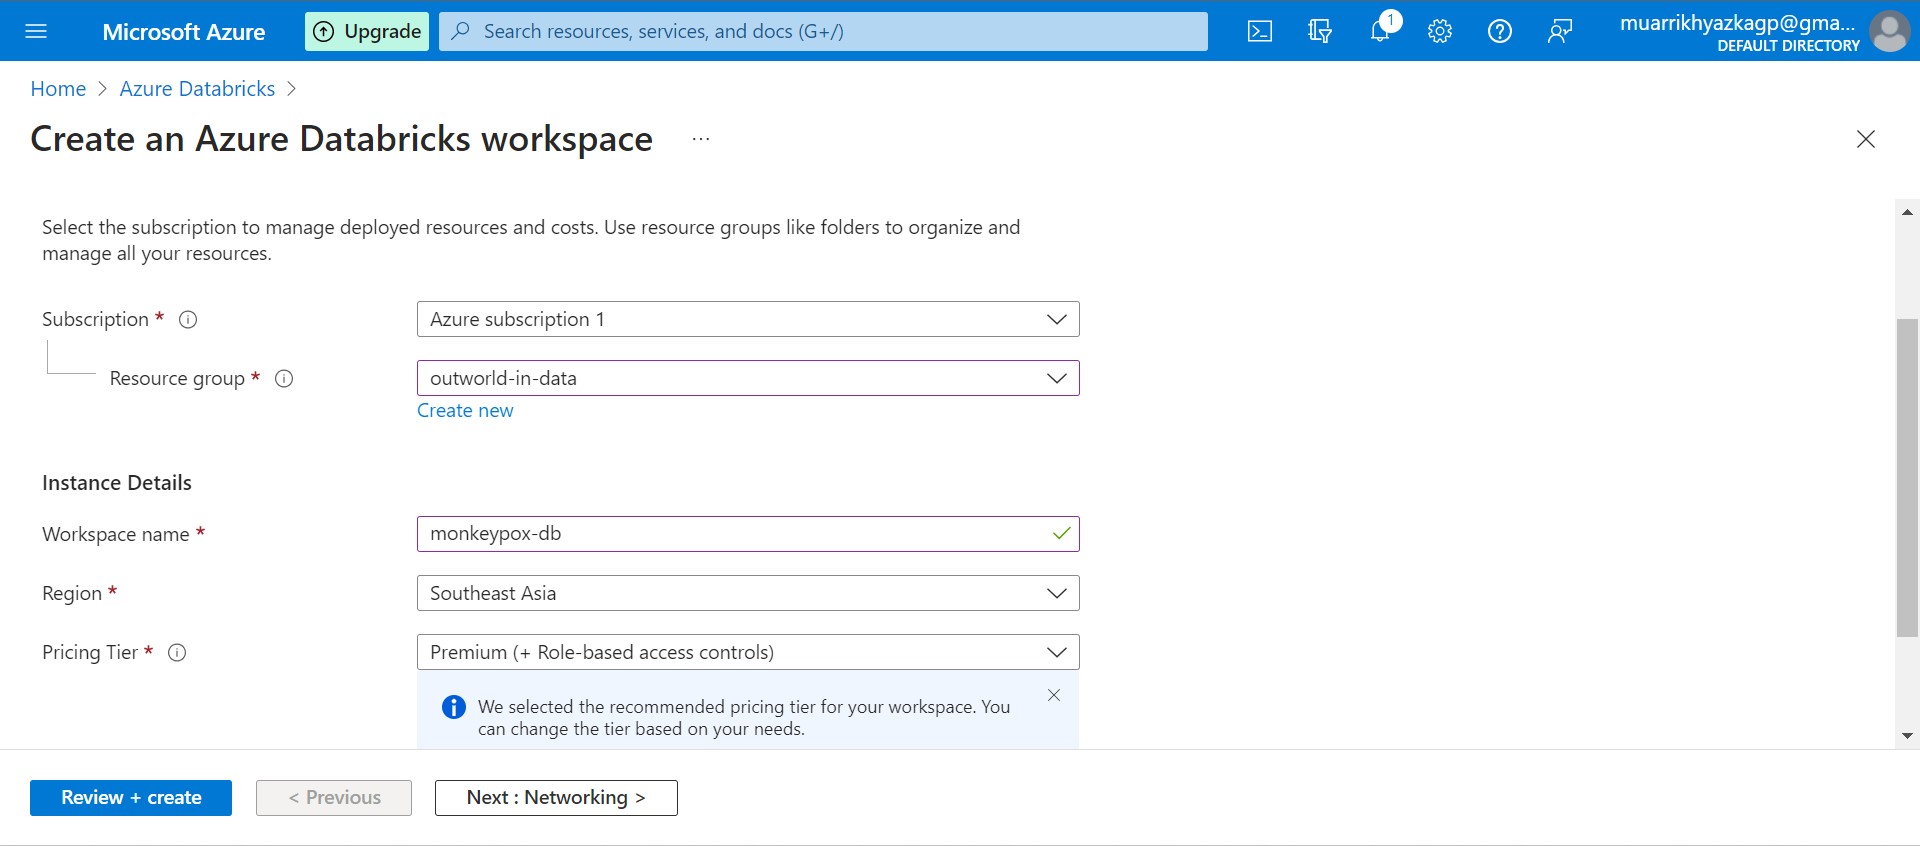 Microsoft Azure
Upgrade
Search resources, services, and docs (G+/)
1
muarrikhyazkagp@gma...
DEFAULT DIRECTORY
Home > Azure Databricks >
Create an Azure Databricks workspace ...
Select the subscription to manage deployed resources and costs. Use resource groups like folders to organize and
manage all your resources.
Subscription *
Azure subscription 1
Resource group *
outworld-in-data
Create new
Instance Details
Workspace name *
monkeypox-db
Region *
Southeast Asia
Pricing Tier *
Premium (+ Role-based access controls)
We selected the recommended pricing tier for your workspace. You
can change the tier based on your needs.
Review + create
< Previous
Next : Networking >